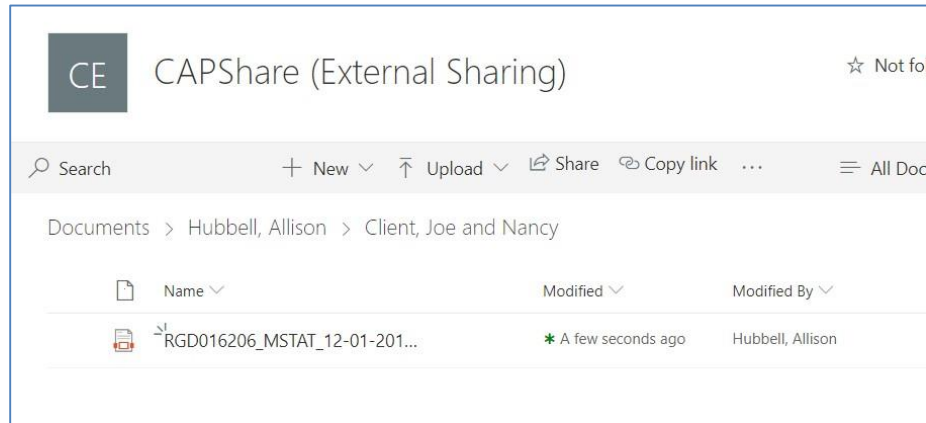 CE CAPShare (External Sharing) Not fo
Search New Upload Share Copy link ... All Doc
Documents > Hubbell, Allison > Client, Joe and Nancy
Name Modified Modified By
RGD016206_MSTAT_12-01-201... A few seconds ago Hubbell, Allison